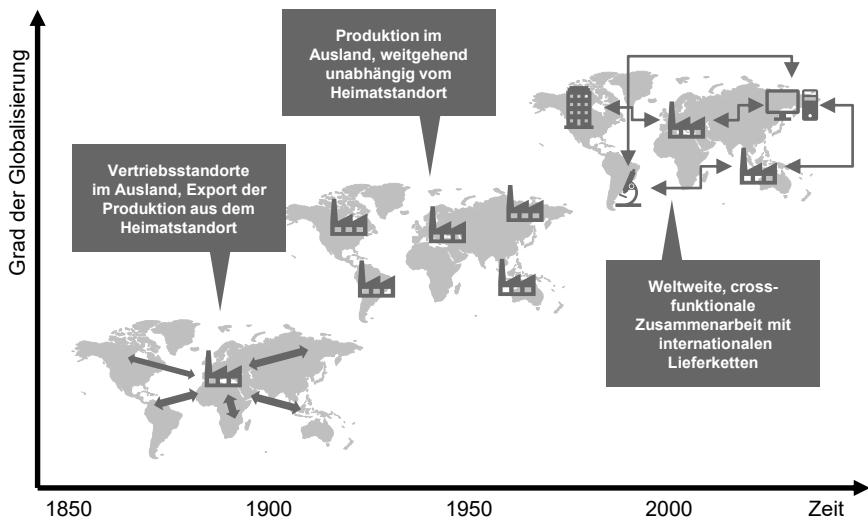 Grad der Globalisierung
Produktion im
Ausland, weitgehend
unabhängig vom
Heimatstandort
Vertriebsstandorte
im Ausland, Export der
Produktion aus dem
Heimatstandort
Weltweite, cross-
funktionale
Zusammenarbeit mit
internationalen
Lieferketten
1850
1900
1950
2000
Zeit